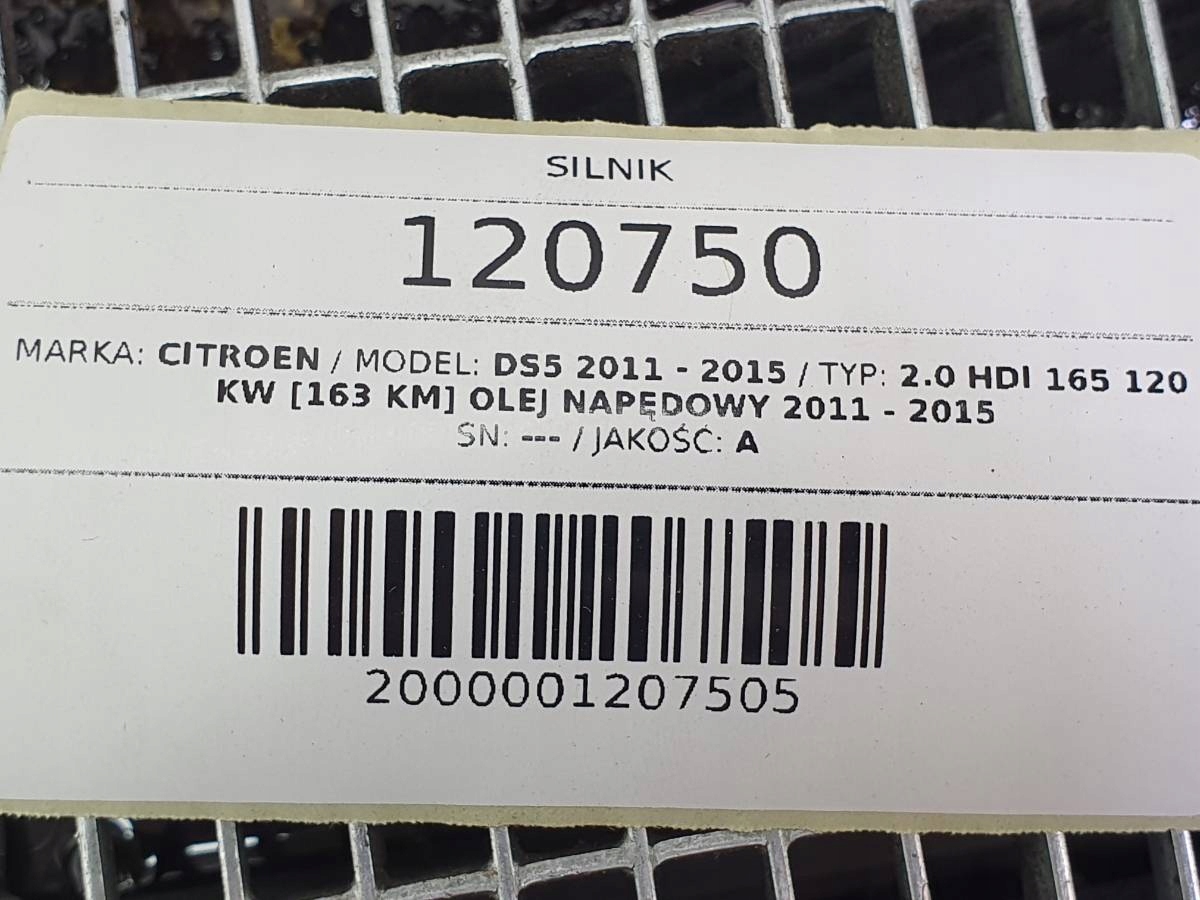 SILNIK
120750
MARKA: CITROEN / MODEL: DS5 2011 - 2015 / TYP: 2.0 HDI 165 120
KW [163 KM] OLEJ NAPĘDOWY 2011 - 2015
SN: --- / JAKOŚĆ: A
2000001207505